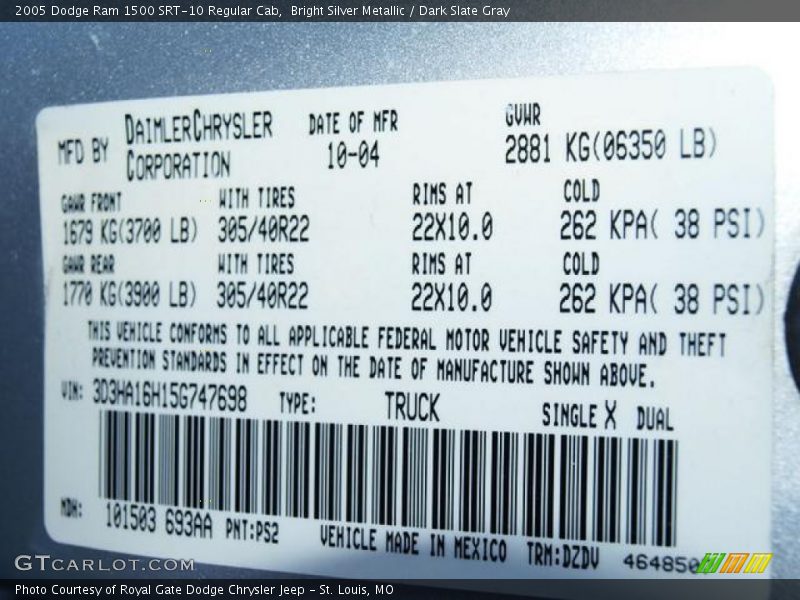 2005 Dodge Ram 1500 SRT-10 Regular Cab,  Bright Silver Metallic / Dark Slate Gray
MFD BY DAIMLERCHRYSLER CORPORATION DATE OF MFR 10-04 GVWR 2881 KG(06350 LB)
GAWR FRONT WITH TIRES RIMS AT COLD
1679 KG(3700 LB) 305/40R22 22X10.0 262 KPA( 38 PSI)
GAWR REAR WITH TIRES RIMS AT COLD
1770 KG(3900 LB) 305/40R22 22X10.0 262 KPA( 38 PSI)
THIS VEHICLE CONFORMS TO ALL APPLICABLE FEDERAL MOTOR VEHICLE SAFETY AND THEFT
PREVENTION STANDARDS IN EFFECT ON THE DATE OF MANUFACTURE SHOWN ABOVE.
VIN: 3D3HA16H15G747698 TYPE: TRUCK SINGLE X DUAL
MDH: 101503 693AA PNT:PS2 VEHICLE MADE IN MEXICO TRM:DZDV 464850
GTCARLOT.COM
Photo Courtesy of Royal Gate Dodge Chrysler Jeep - St. Louis, MO